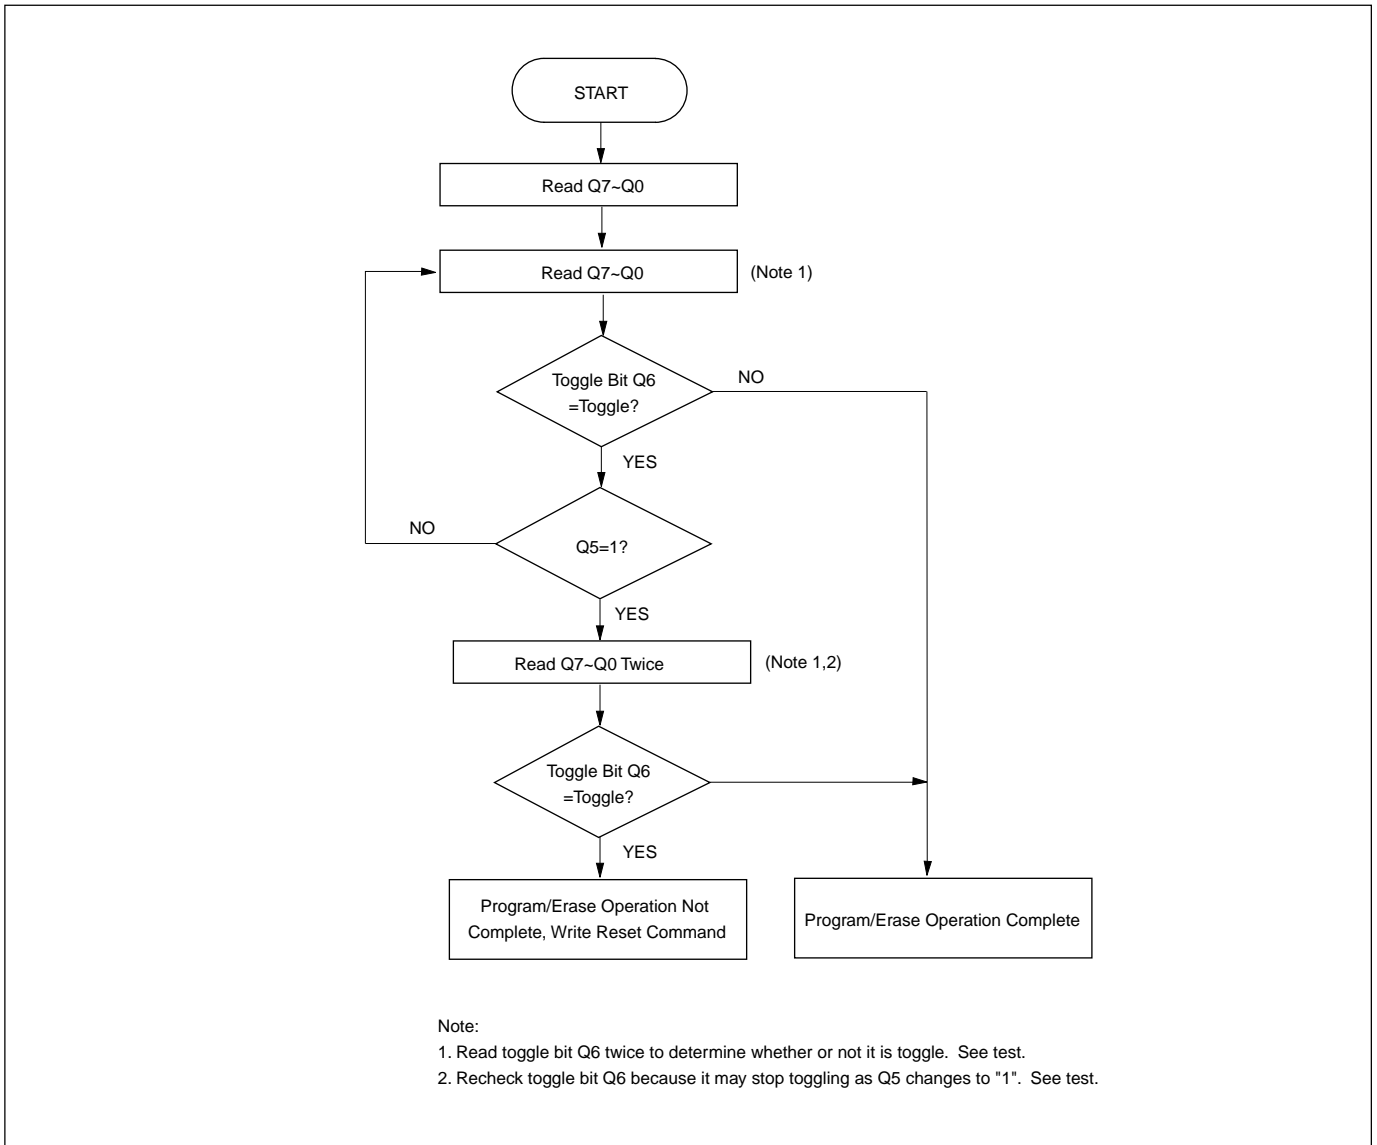 START
Read Q7~Q0
Read Q7~Q0
(Note 1)
Toggle Bit Q6
=Toggle?
NO
YES
NO
Q5=1?
YES
Read Q7~Q0 Twice
(Note 1,2)
Toggle Bit Q6
=Toggle?
YES
Program/Erase Operation Not
Complete, Write Reset Command
Program/Erase Operation Complete
Note:
1. Read toggle bit Q6 twice to determine whether or not it is toggle.  See test.
2. Recheck toggle bit Q6 because it may stop toggling as Q5 changes to "1".  See test.